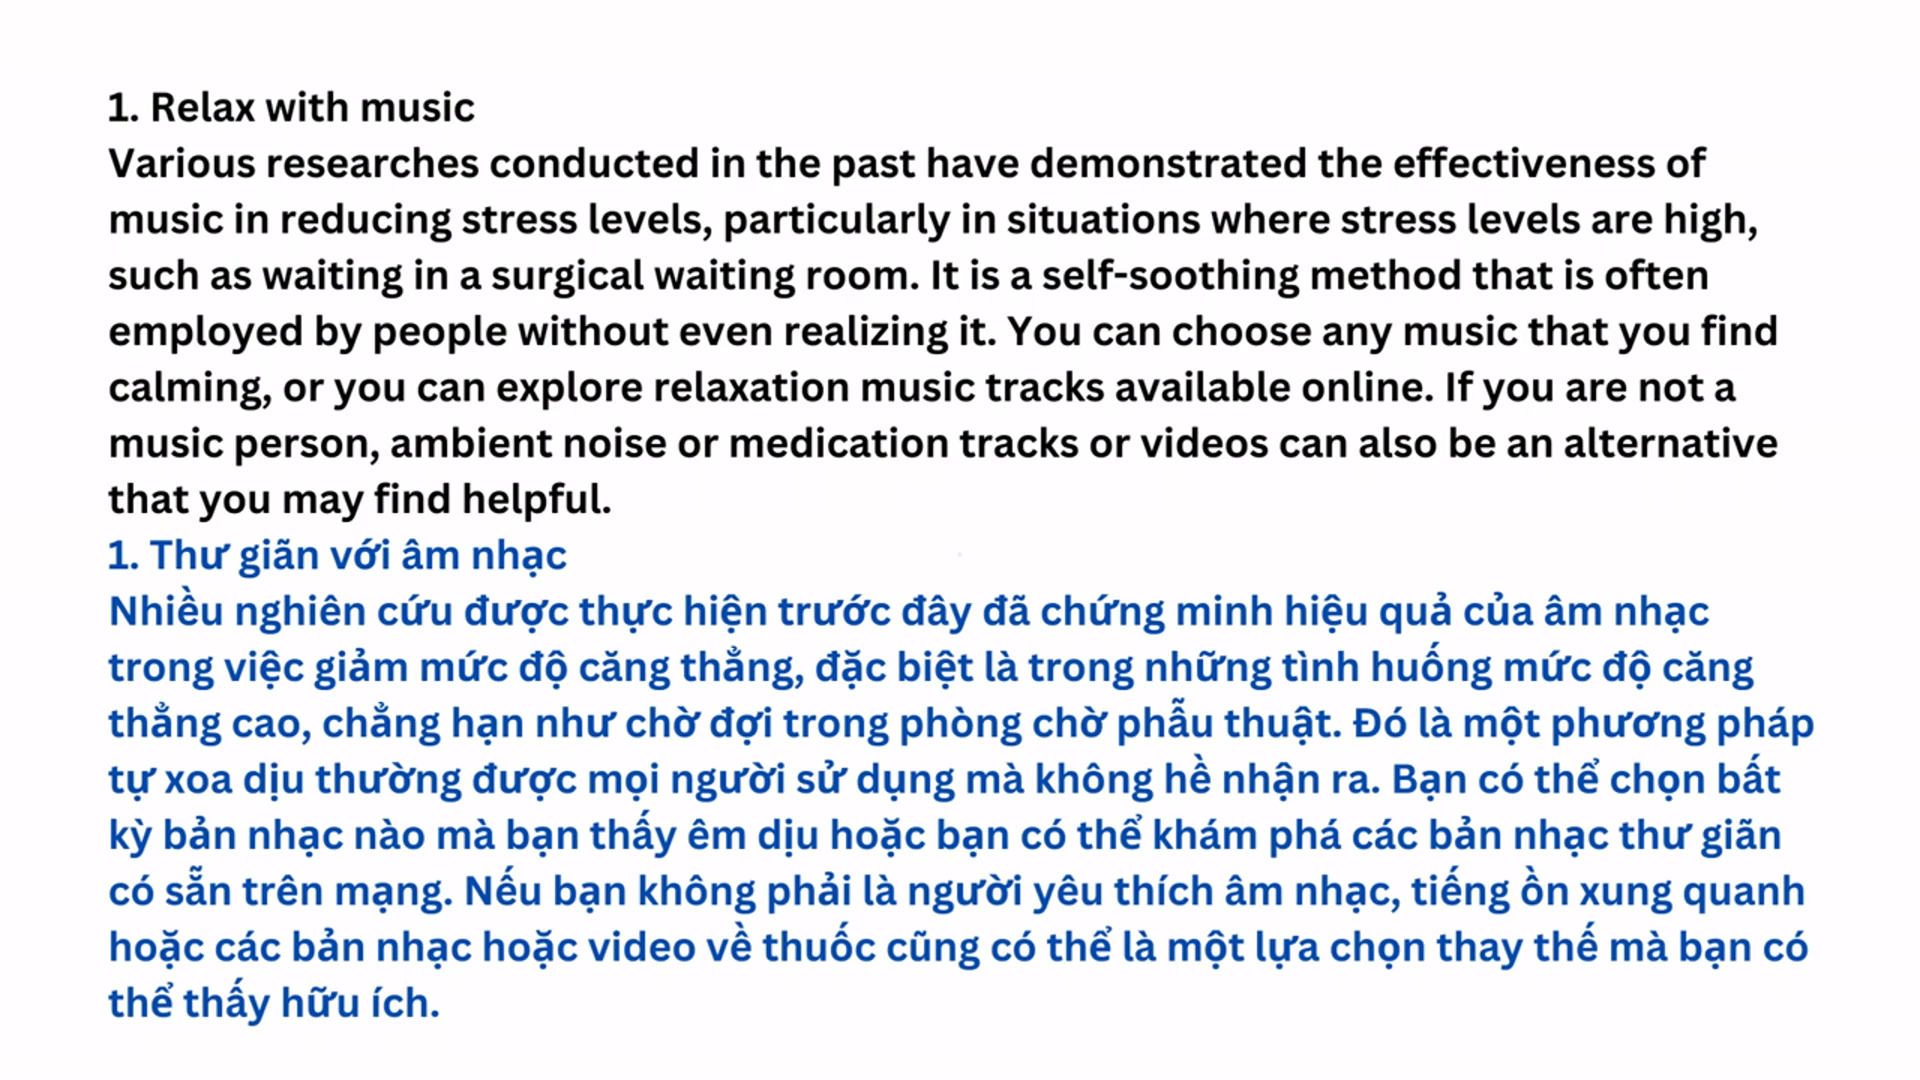 1. Relax with music
Various researches conducted in the past have demonstrated the effectiveness of
music in reducing stress levels, particularly in situations where stress levels are high,
such as waiting in a surgical waiting room. It is a self-soothing method that is often
employed by people without even realizing it. You can choose any music that you find
calming, or you can explore relaxation music tracks available online. If you are not a
music person, ambient noise or medication tracks or videos can also be an alternative
that you may find helpful.
1. Thư giãn với âm nhạc
Nhiều nghiên cứu được thực hiện trước đây đã chứng minh hiệu quả của âm nhạc
trong việc giảm mức độ căng thẳng, đặc biệt là trong những tình huống mức độ căng
thẳng cao, chẳng hạn như chờ đợi trong phòng chờ phẫu thuật. Đó là một phương pháp
tự xoa dịu thường được mọi người sử dụng mà không hề nhận ra. Bạn có thể chọn bất
kỳ bản nhạc nào mà bạn thấy êm dịu hoặc bạn có thể khám phá các bản nhạc thư giãn
có sẵn trên mạng. Nếu bạn không phải là người yêu thích âm nhạc, tiếng ồn xung quanh
hoặc các bản nhạc hoặc video về thuốc cũng có thể là một lựa chọn thay thế mà bạn có
thể thấy hữu ích.